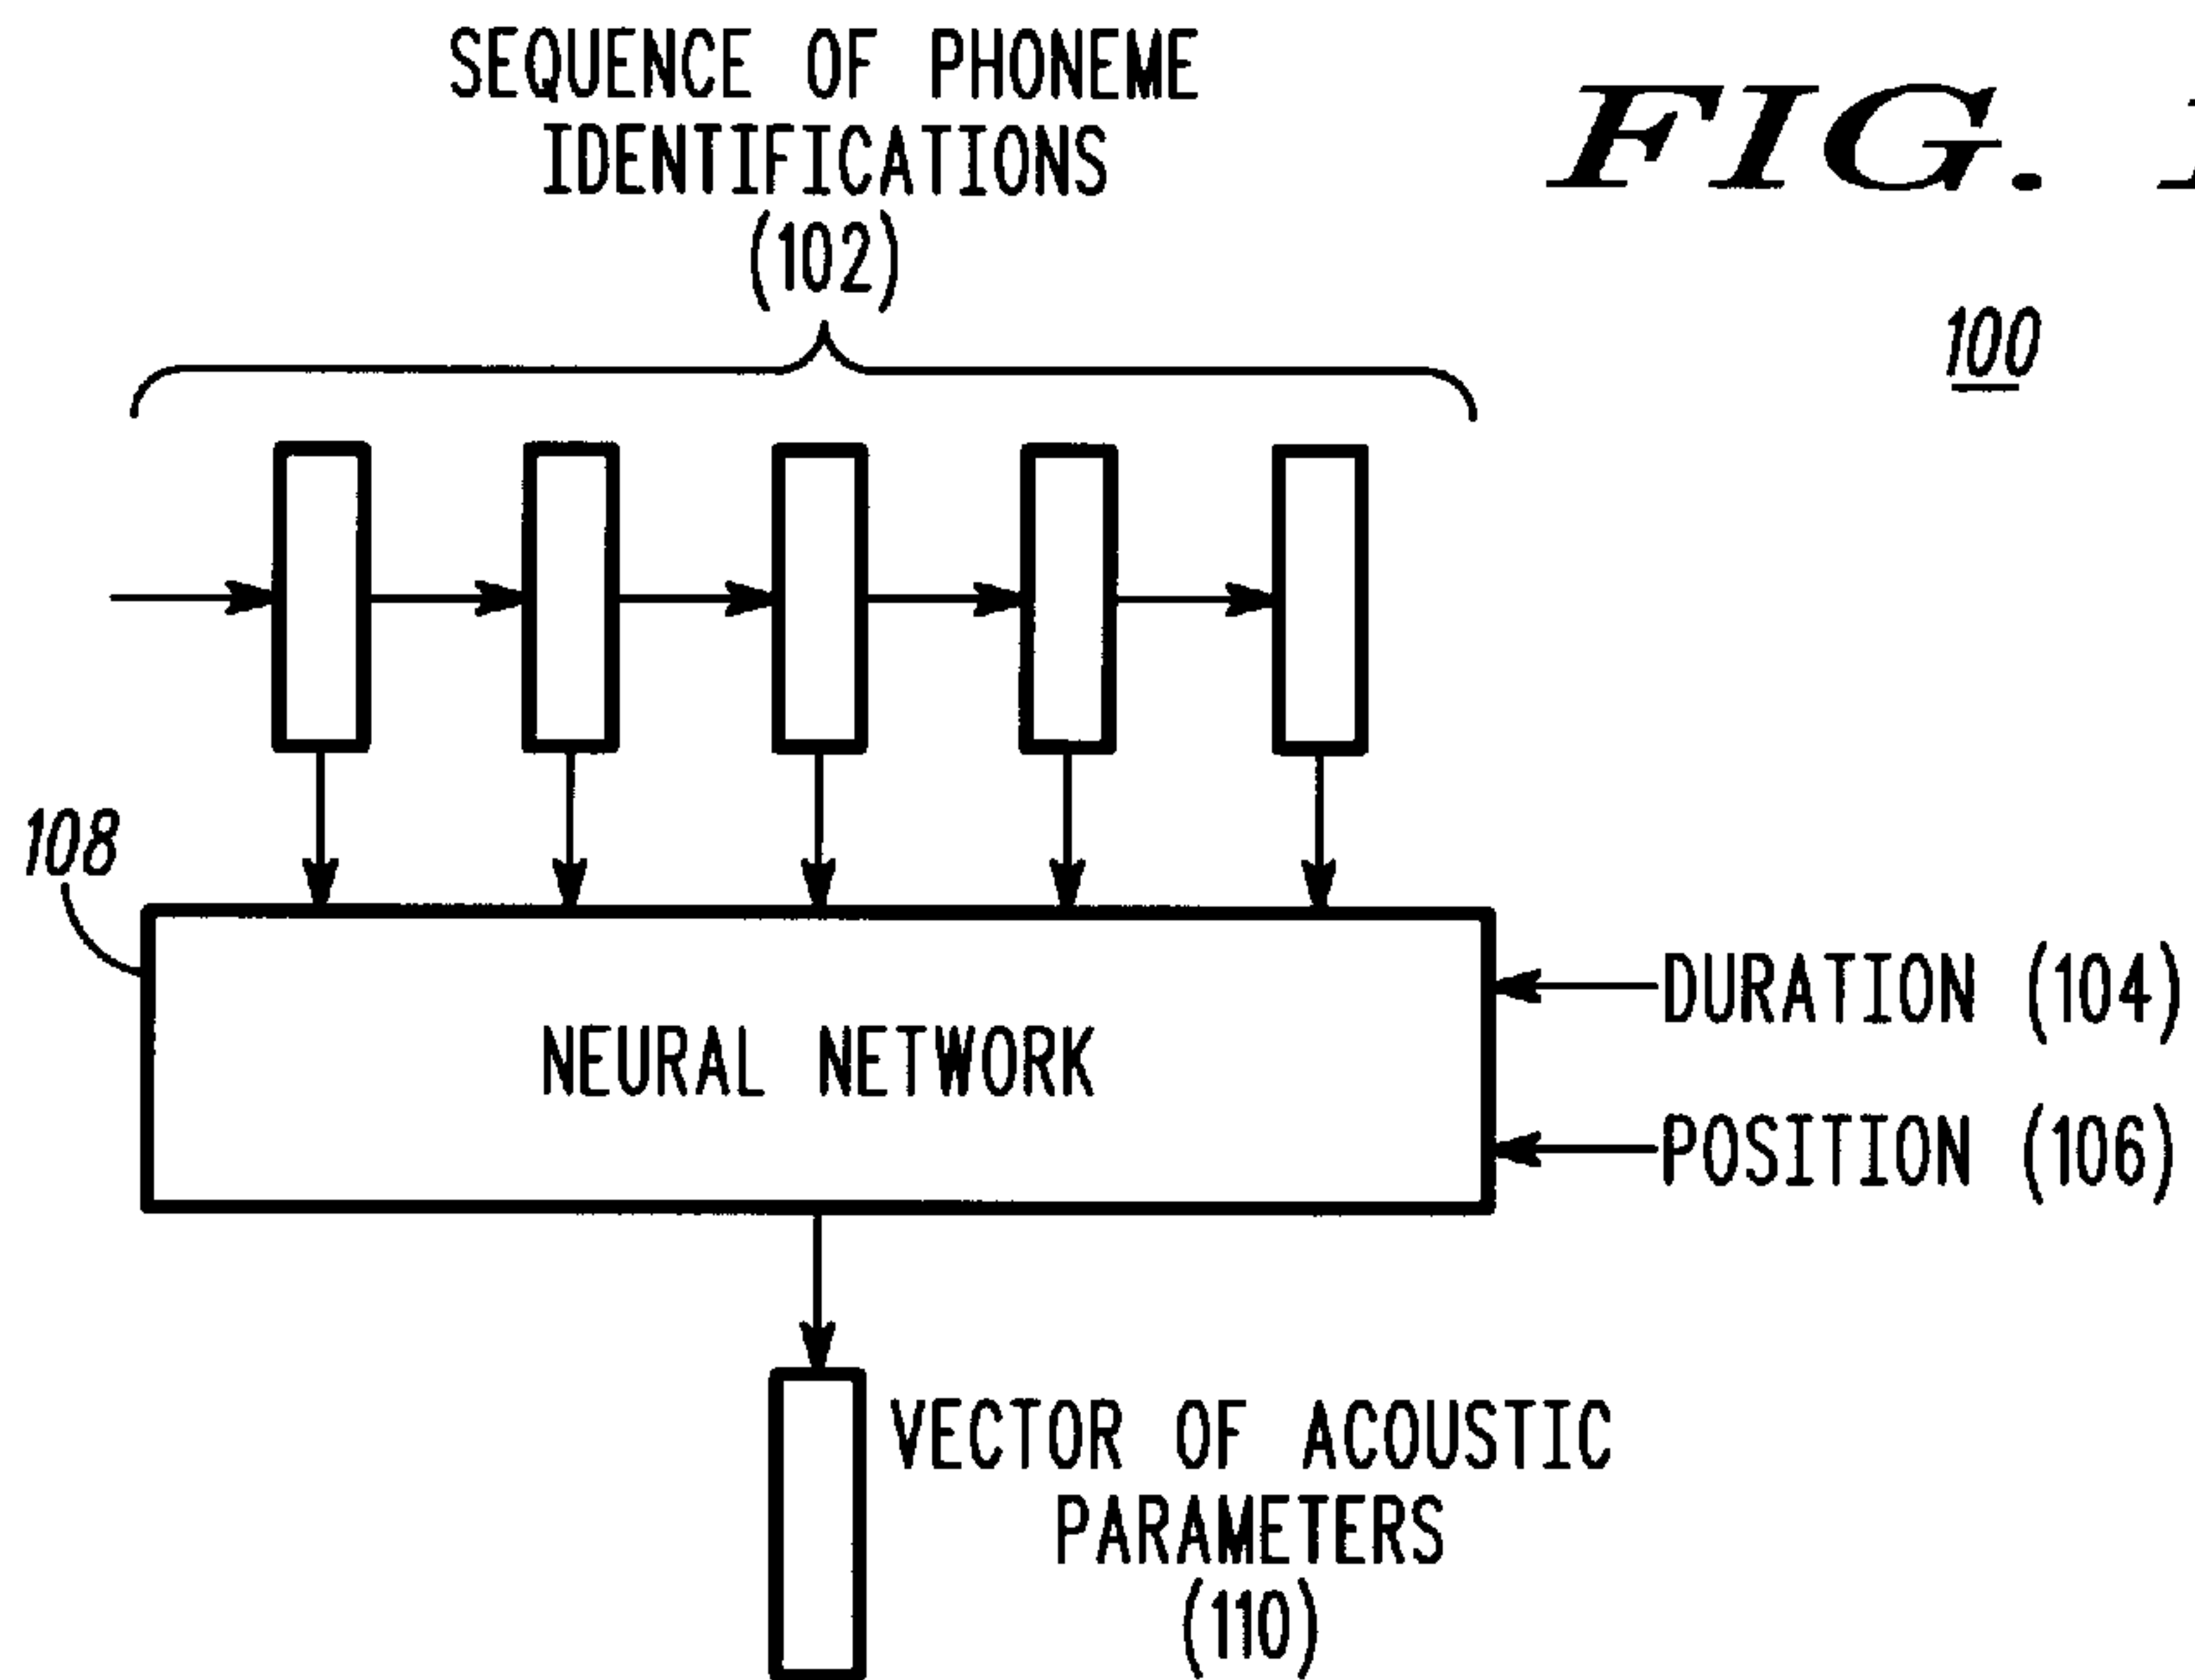 SEQUENCE OF PHONEME
IDENTIFICATIONS
(102)
FIG.
100
108
NEURAL NETWORK
DURATION (104)
POSITION (106)
VECTOR OF ACOUSTIC
PARAMETERS
(110)